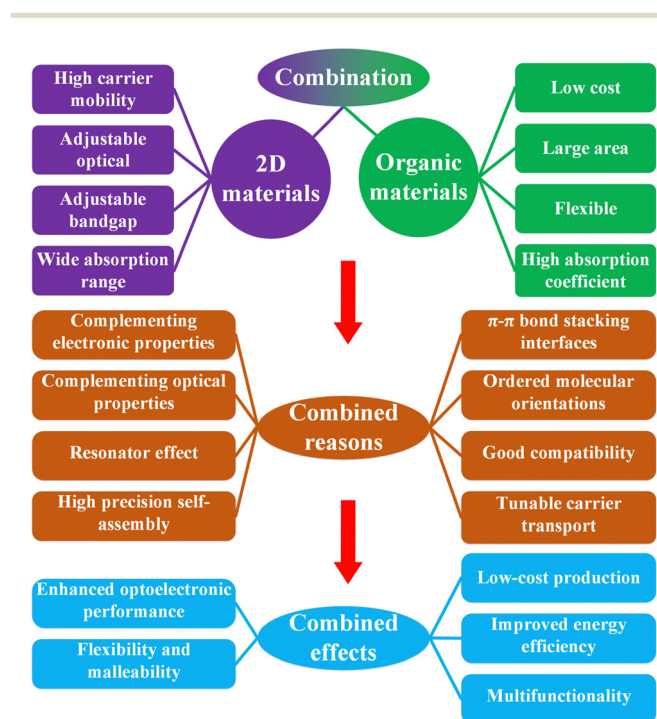 Combination
High carrier
mobility
Adjustable
optical
Adjustable
bandgap
Wide absorption
range
2D
materials
Organic
materials
Low cost
Large area
Flexible
High absorption
coefficient
Complementing
electronic properties
Complementing optical
properties
Resonator effect
High precision self-
assembly
Combined
reasons
π-π bond stacking
interfaces
Ordered molecular
orientations
Good compatibility
Tunable carrier
transport
Enhanced optoelectronic
performance
Flexibility and
malleability
Combined
effects
Low-cost production
Improved energy
efficiency
Multifunctionality